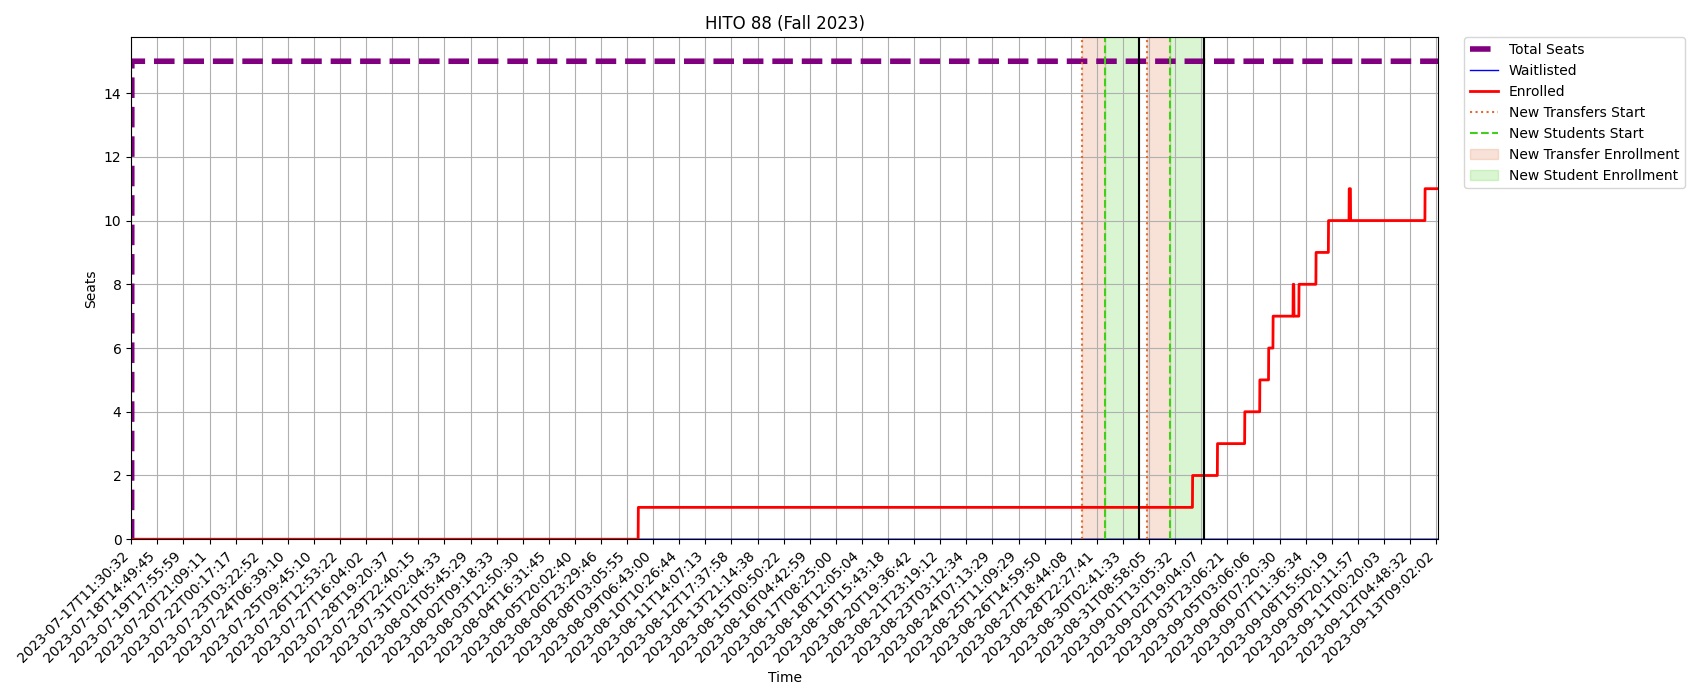 HITO 88 (Fall 2023)
Total Seats
Waitlisted
Enrolled
New Transfers Start
New Students Start
New Transfer Enrollment
New Student Enrollment
Seats
14
12
10
8
6
4
2
0
2023-07-17T11:30:32
2023-07-18T14:49:45
2023-07-19T17:55:59
2023-07-20T21:09:11
2023-07-22T00:17:17
2023-07-23T03:22:52
2023-07-24T06:39:10
2023-07-25T09:45:10
2023-07-26T12:53:22
2023-07-27T16:04:02
2023-07-28T19:20:37
2023-07-29T22:40:15
2023-07-31T02:04:33
2023-08-01T05:45:29
2023-08-02T09:18:33
2023-08-03T12:50:30
2023-08-04T16:31:45
2023-08-05T20:02:40
2023-08-06T23:29:46
2023-08-08T03:05:55
2023-08-09T06:43:00
2023-08-10T10:26:44
2023-08-11T14:07:13
2023-08-12T17:37:58
2023-08-13T21:14:38
2023-08-15T00:50:22
2023-08-16T04:42:59
2023-08-17T08:25:00
2023-08-18T12:05:04
2023-08-19T15:43:18
2023-08-20T19:36:42
2023-08-21T23:19:12
2023-08-23T03:12:34
2023-08-24T07:13:29
2023-08-25T11:09:29
2023-08-26T14:59:50
2023-08-27T18:44:08
2023-08-28T22:27:41
2023-08-30T02:41:33
2023-08-31T08:58:05
2023-09-01T13:05:32
2023-09-02T19:04:07
2023-09-03T23:06:21
2023-09-05T03:06:06
2023-09-06T07:20:30
2023-09-07T11:36:34
2023-09-08T15:50:19
2023-09-09T20:11:57
2023-09-11T00:20:03
2023-09-12T04:48:32
2023-09-13T09:02:02
Time